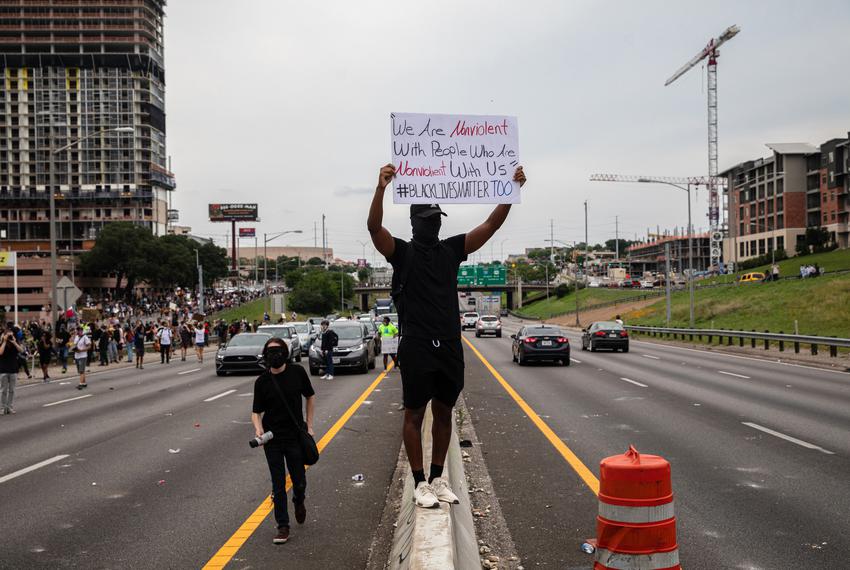 "We Are Nonviolent
With People Who Are
Nonviolent With Us"
#BLACKLIVESMATTER TOO